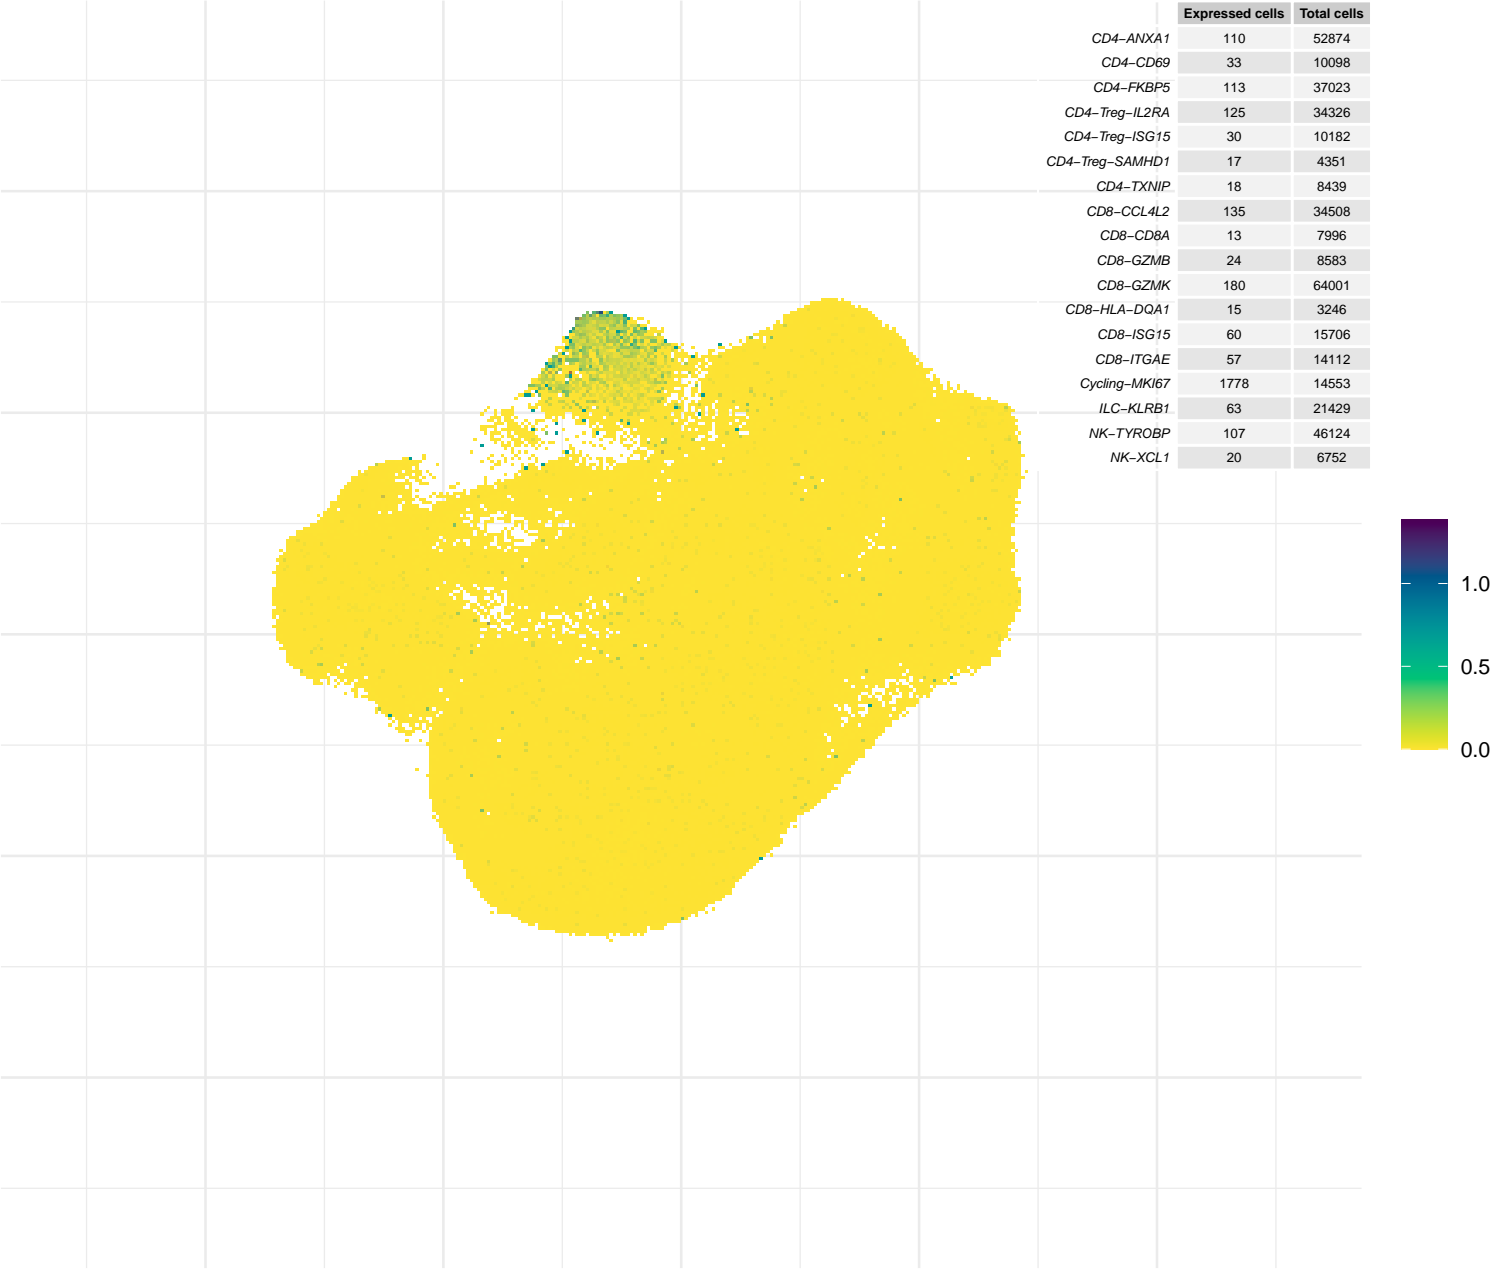 Expressed cells Total cells
CD4−ANXA1 110 52874
CD4−CD69 33 10098
CD4−FKBP5 113 37023
CD4−Treg−IL2RA 125 34326
CD4−Treg−ISG15 30 10182
CD4−Treg−SAMHD1 17 4351
CD4−TXNIP 18 8439
CD8−CCL4L2 135 34508
CD8−CD8A 13 7996
CD8−GZMB 24 8583
CD8−GZMK 180 64001
CD8−HLA−DQA1 15 3246
CD8−ISG15 60 15706
CD8−ITGAE 57 14112
Cycling−MKI67 1778 14553
ILC−KLRB1 63 21429
NK−TYROBP 107 46124
NK−XCL1 20 6752
1.0
0.5
0.0